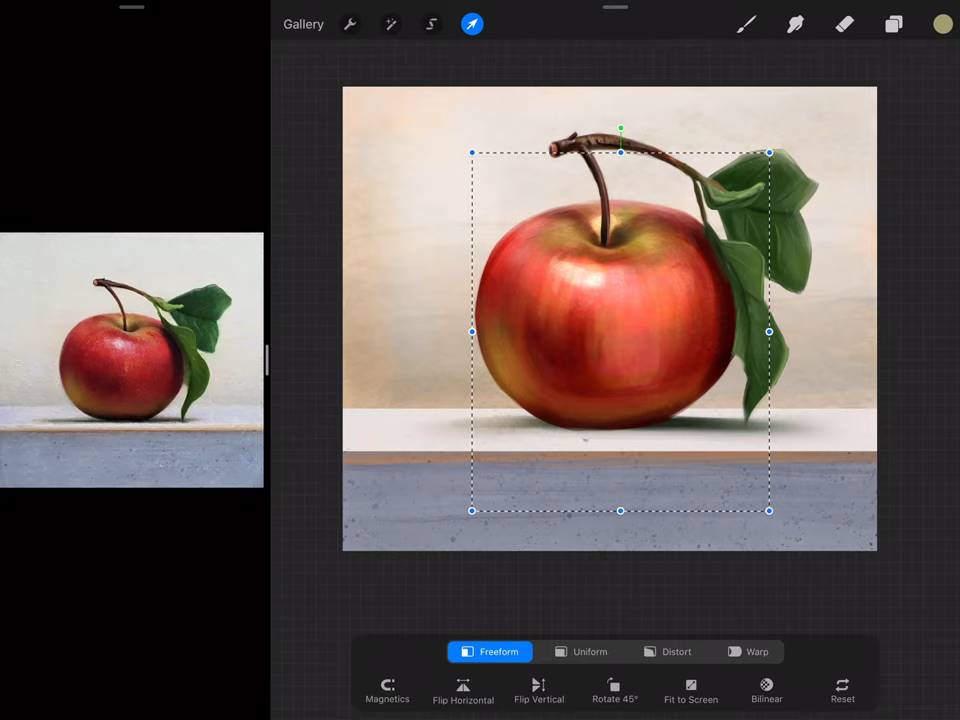 Gallery
Freeform
Uniform
Distort
Warp
Magnetics
Flip Horizontal
Flip Vertical
Rotate 45°
Fit to Screen
Bilinear
Reset